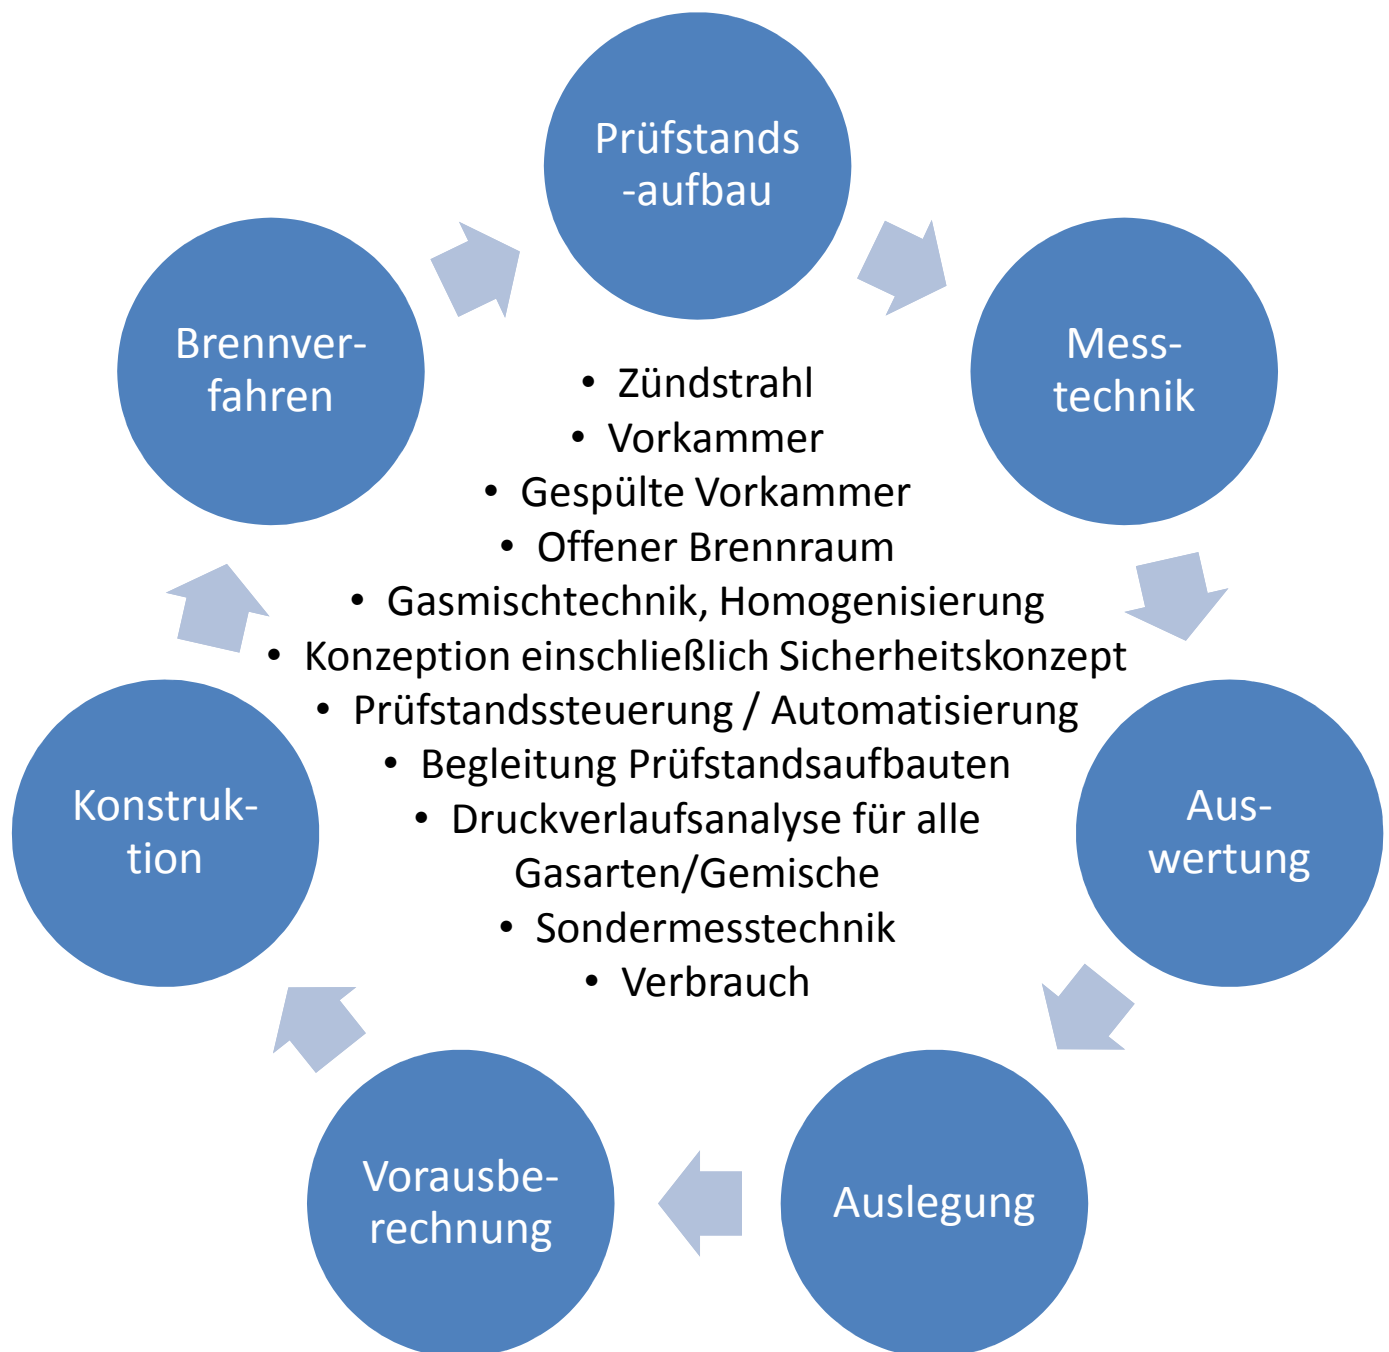 Prüfstands
-aufbau
Mess-
technik
Aus-
wertung
Auslegung
Vorausbe-
rechnung
Konstruk-
tion
Brennver-
fahren
• Zündstrahl
• Vorkammer
• Gespülte Vorkammer
• Offener Brennraum
• Gasmischtechnik, Homogenisierung
• Konzeption einschließlich Sicherheitskonzept
• Prüfstandssteuerung / Automatisierung
• Begleitung Prüfstandsaufbauten
• Druckverlaufsanalyse für alle
Gasarten/Gemische
• Sondermesstechnik
• Verbrauch